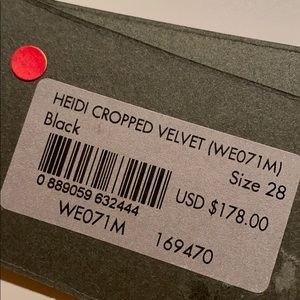 HEIDI CROPPED VELVET (WE071M)
Black
Size 28
0 889059 632444
USD $178.00
WE071M
169470